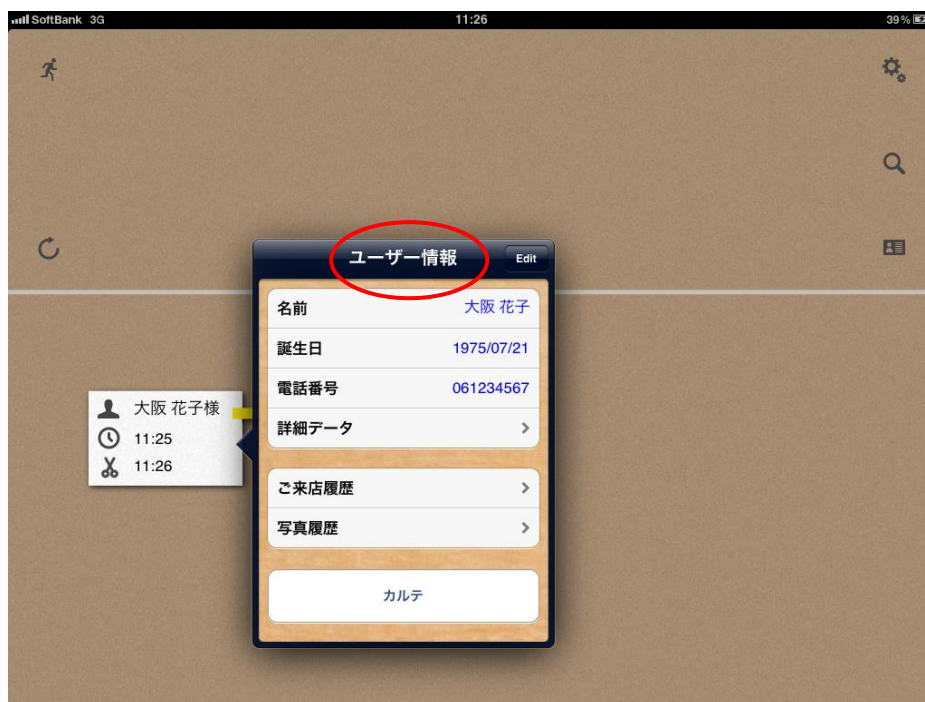 SoftBank 3G 11:26 39%
ユーザー情報 Edit
名前 大阪 花子
誕生日 1975/07/21
電話番号 061234567
詳細データ
大阪 花子様
11:25
11:26
ご来店履歴
写真履歴
カルテ